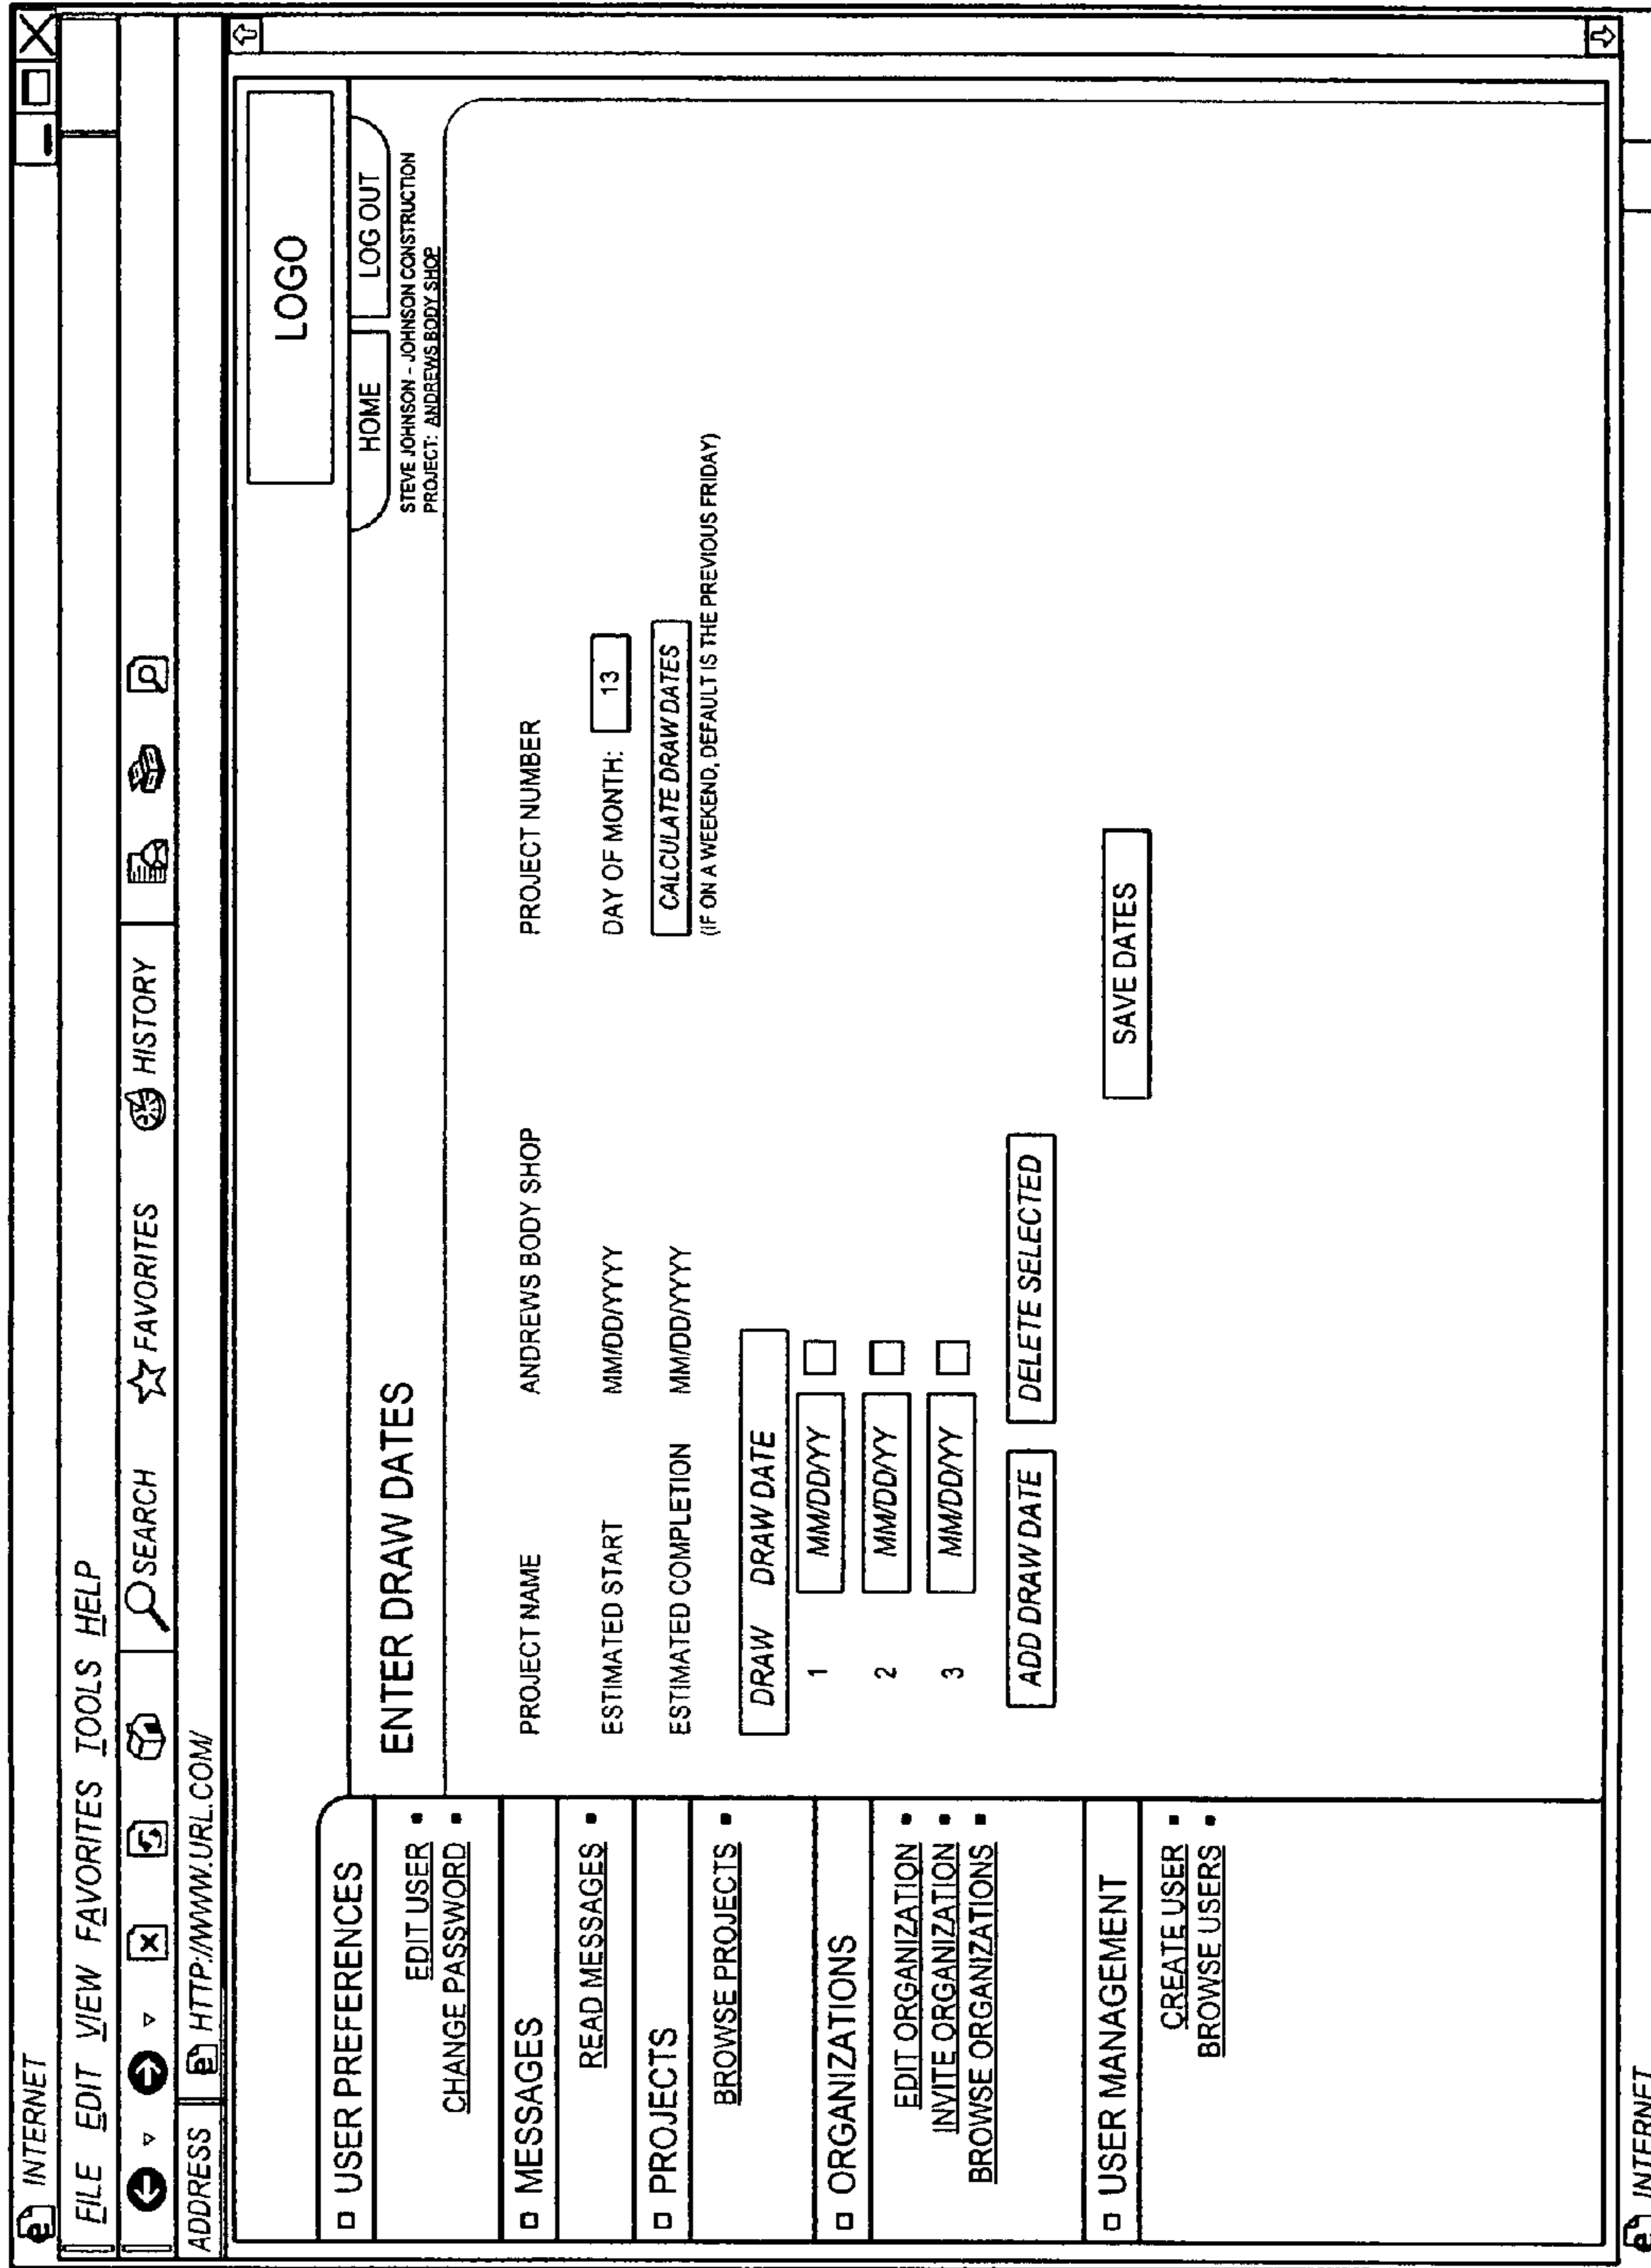 INTERNET
FILE EDIT VIEW FAVORITES TOOLS HELP
SEARCH FAVORITES HISTORY
ADDRESS HTTP://WWW.URL.COM/
LOGO
HOME LOG OUT
STEVE JOHNSON - JOHNSON CONSTRUCTION
PROJECT: ANDREWS BODY SHOP
USER PREFERENCES
EDIT USER
CHANGE PASSWORD
MESSAGES
READ MESSAGES
PROJECTS
BROWSE PROJECTS
ORGANIZATIONS
EDIT ORGANIZATION
INVITE ORGANIZATION
BROWSE ORGANIZATIONS
USER MANAGEMENT
CREATE USER
BROWSE USERS
ENTER DRAW DATES
PROJECT NAME ANDREWS BODY SHOP PROJECT NUMBER
ESTIMATED START MM/DD/YYYY DAY OF MONTH: 13
ESTIMATED COMPLETION MM/DD/YYYY CALCULATE DRAW DATES
(IF ON A WEEKEND, DEFAULT IS THE PREVIOUS FRIDAY)
DRAW DRAW DATE
1 MM/DD/YY
2 MM/DD/YY
3 MM/DD/YY
ADD DRAW DATE DELETE SELECTED
SAVE DATES
INTERNET